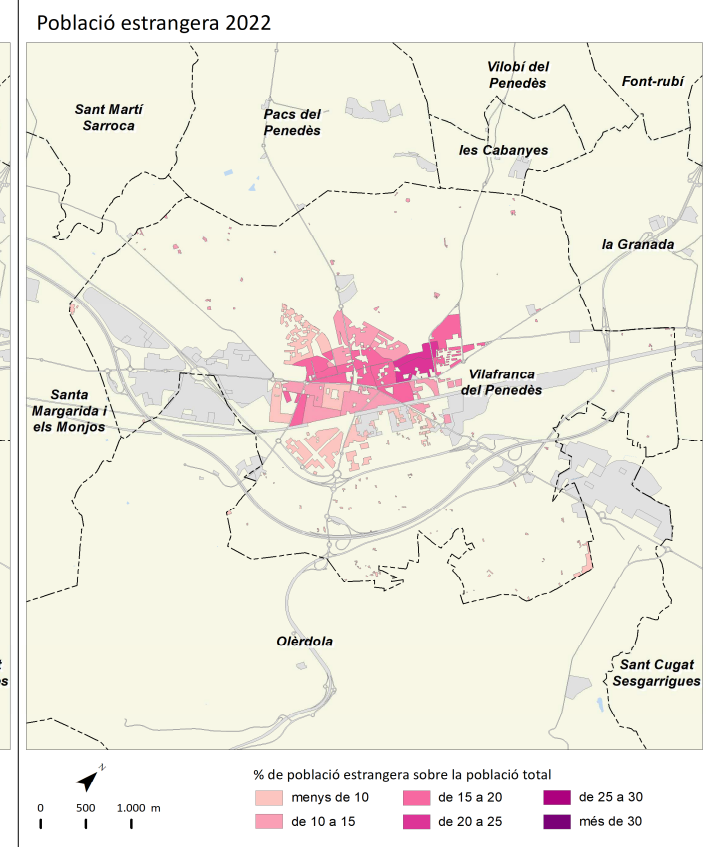 Població estrangera 2022
Vilobí del
Penedès
Font-rubí
Sant Martí
Sarroca
Pacs del
Penedès
les Cabanyes
la Granada
Vilafranca
del Penedès
Santa
Margarida i
els Monjos
Olèrdola
Sant Cugat
Sesgarrigues
N
% de població estrangera sobre la població total
0 500 1.000 m
menys de 10
de 15 a 20
de 25 a 30
de 10 a 15
de 20 a 25
més de 30